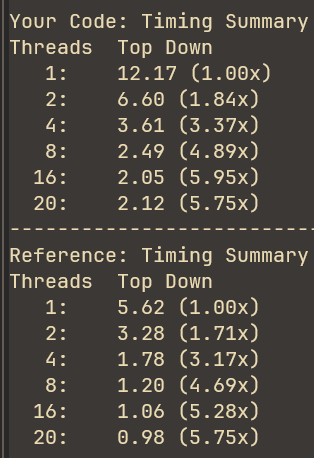 Your Code: Timing Summary
Threads  Top Down
   1:    12.17 (1.00x)
   2:    6.60 (1.84x)
   4:    3.61 (3.37x)
   8:    2.49 (4.89x)
  16:    2.05 (5.95x)
  20:    2.12 (5.75x)
--------------------------
Reference: Timing Summary
Threads  Top Down
   1:    5.62 (1.00x)
   2:    3.28 (1.71x)
   4:    1.78 (3.17x)
   8:    1.20 (4.69x)
  16:    1.06 (5.28x)
  20:    0.98 (5.75x)